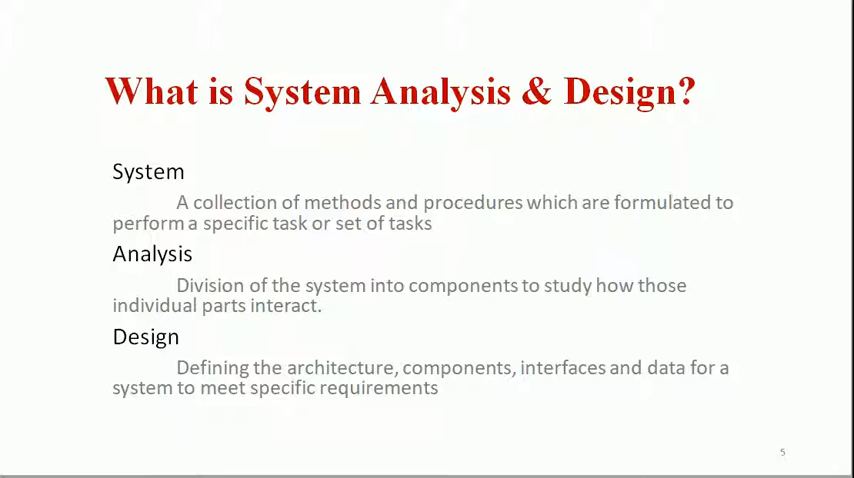 What is System Analysis & Design?
System
A collection of methods and procedures which are formulated to
perform a specific task or set of tasks
Analysis
Division of the system into components to study how those
individual parts interact.
Design
Defining the architecture, components, interfaces and data for a
system to meet specific requirements
5